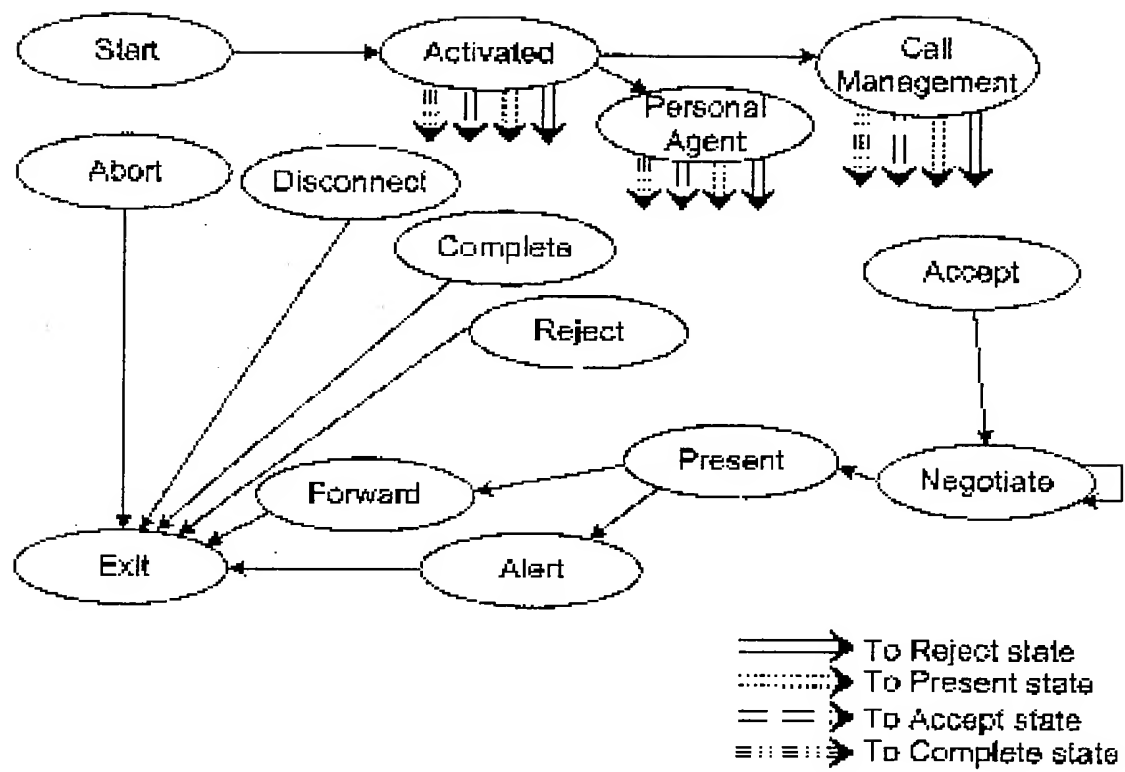 Start
Activated
Call
Management
Personal
Agent
Abort
Disconnect
Complete
Accept
Reject
Present
Negotiate
Forward
Exit
Alert
To Reject state
To Present state
To Accept state
To Complete state